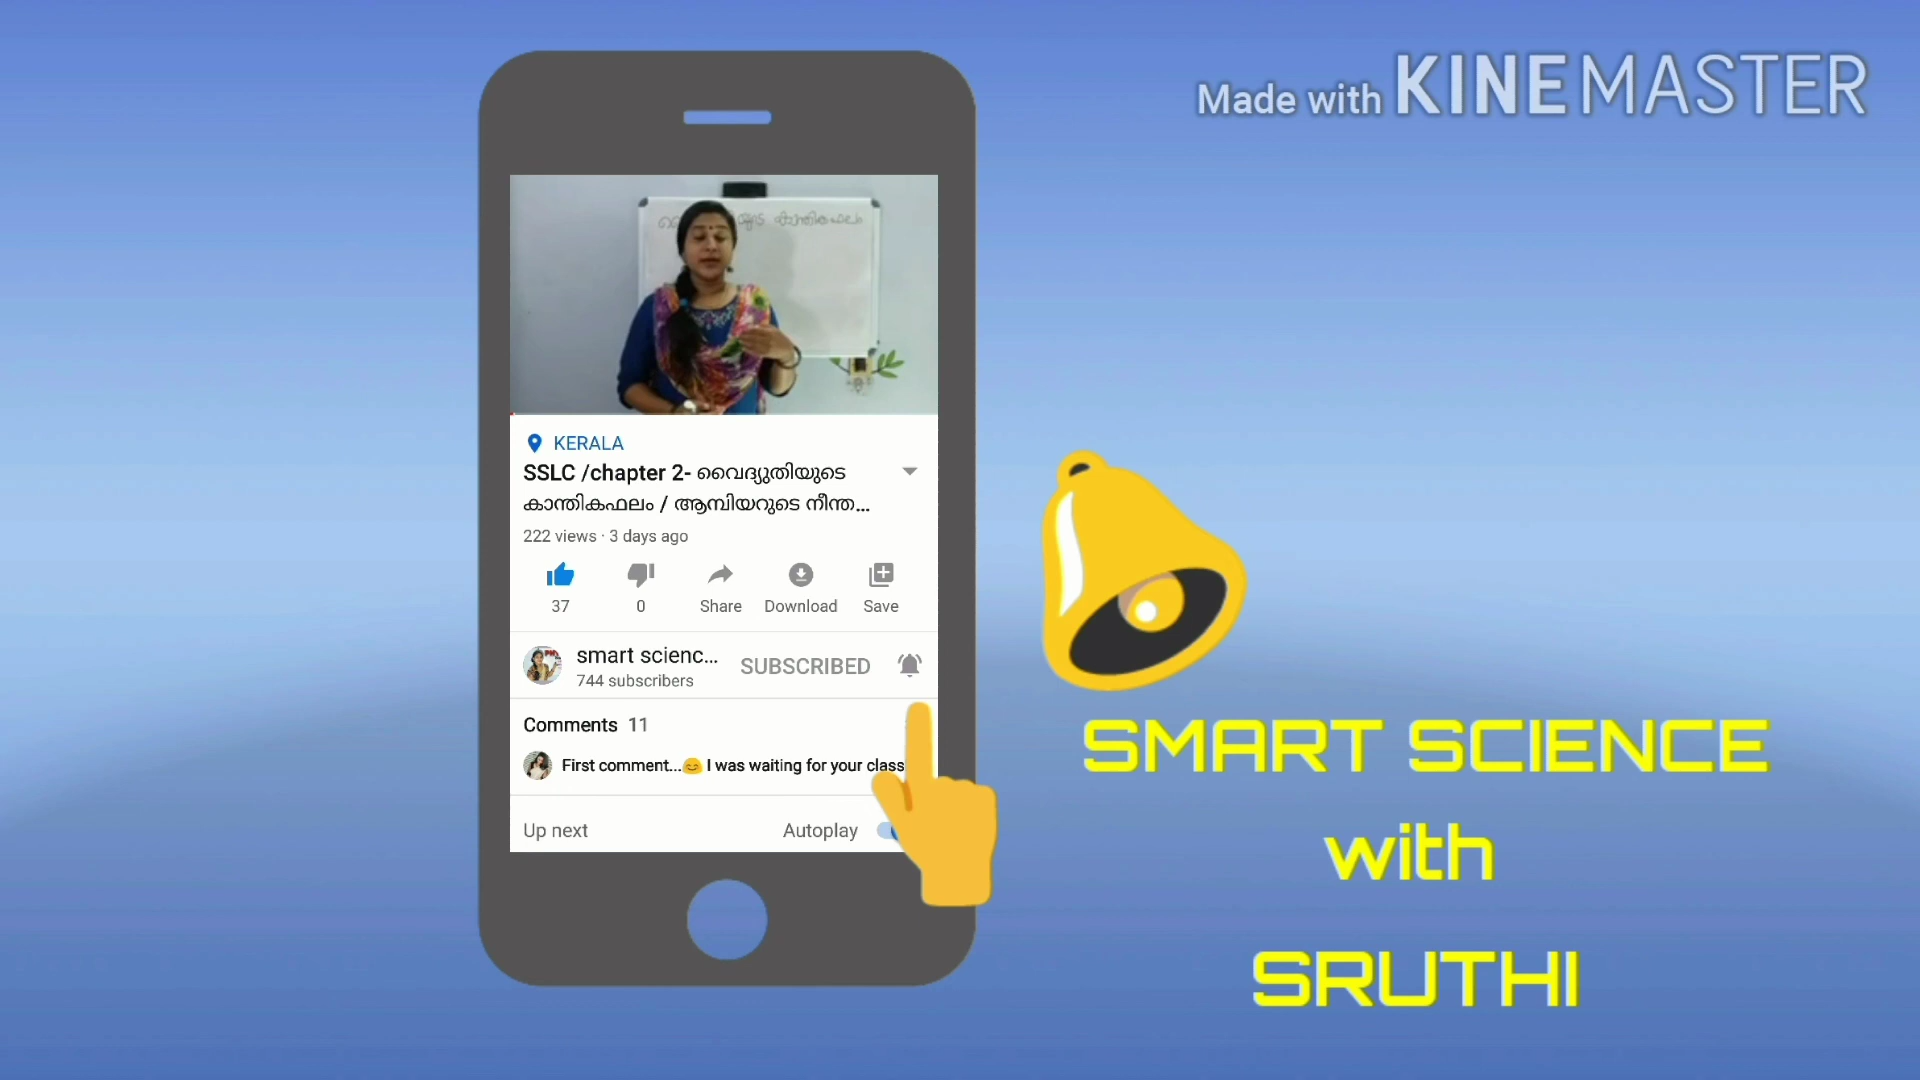 Made with KINEMASTER
കാന്തികഫലം
KERALA
SSLC /chapter 2- വൈദ്യുതിയുടെ
കാന്തികഫലം / ആമ്പിയറുടെ നീന്ത...
222 views · 3 days ago
37
0
Share
Download
Save
smart scienc...
744 subscribers
SUBSCRIBED
Comments 11
First comment...😊 I was waiting for your class
Up next
Autoplay
SMART SCIENCE
with
SRUTHI